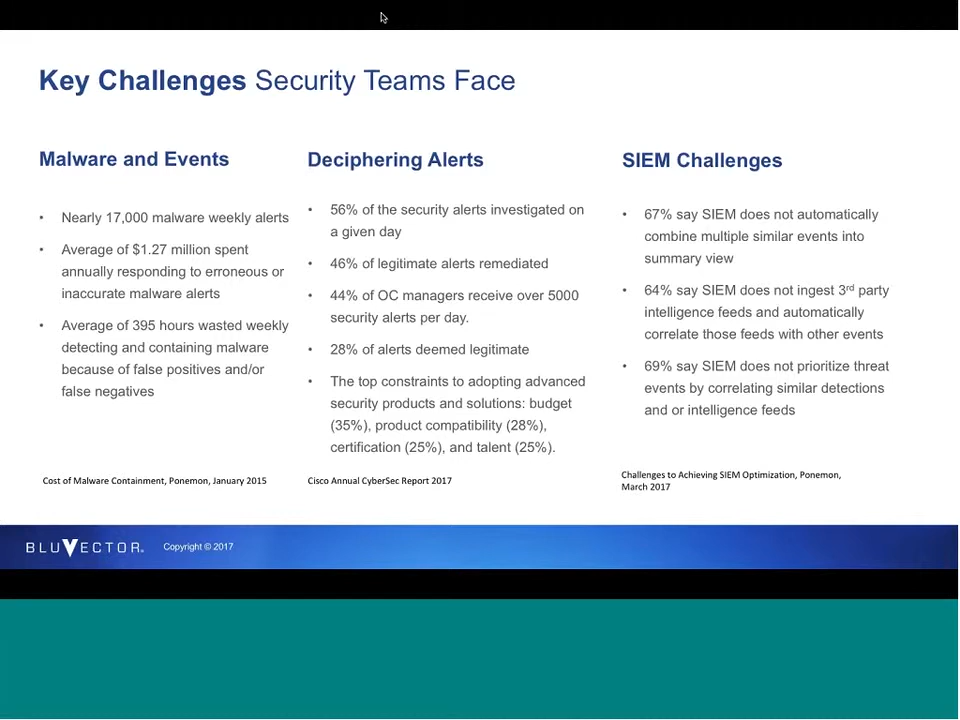 Key Challenges Security Teams Face
Malware and Events
• Nearly 17,000 malware weekly alerts
• Average of $1.27 million spent
annually responding to erroneous or
inaccurate malware alerts
• Average of 395 hours wasted weekly
detecting and containing malware
because of false positives and/or
false negatives
Cost of Malware Containment, Ponemon, January 2015
Deciphering Alerts
• 56% of the security alerts investigated on
a given day
• 46% of legitimate alerts remediated
• 44% of OC managers receive over 5000
security alerts per day.
• 28% of alerts deemed legitimate
• The top constraints to adopting advanced
security products and solutions: budget
(35%), product compatibility (28%),
certification (25%), and talent (25%).
Cisco Annual CyberSec Report 2017
SIEM Challenges
• 67% say SIEM does not automatically
combine multiple similar events into
summary view
• 64% say SIEM does not ingest 3rd party
intelligence feeds and automatically
correlate those feeds with other events
• 69% say SIEM does not prioritize threat
events by correlating similar detections
and or intelligence feeds
Challenges to Achieving SIEM Optimization, Ponemon,
March 2017
BLUVECTOR®
Copyright © 2017